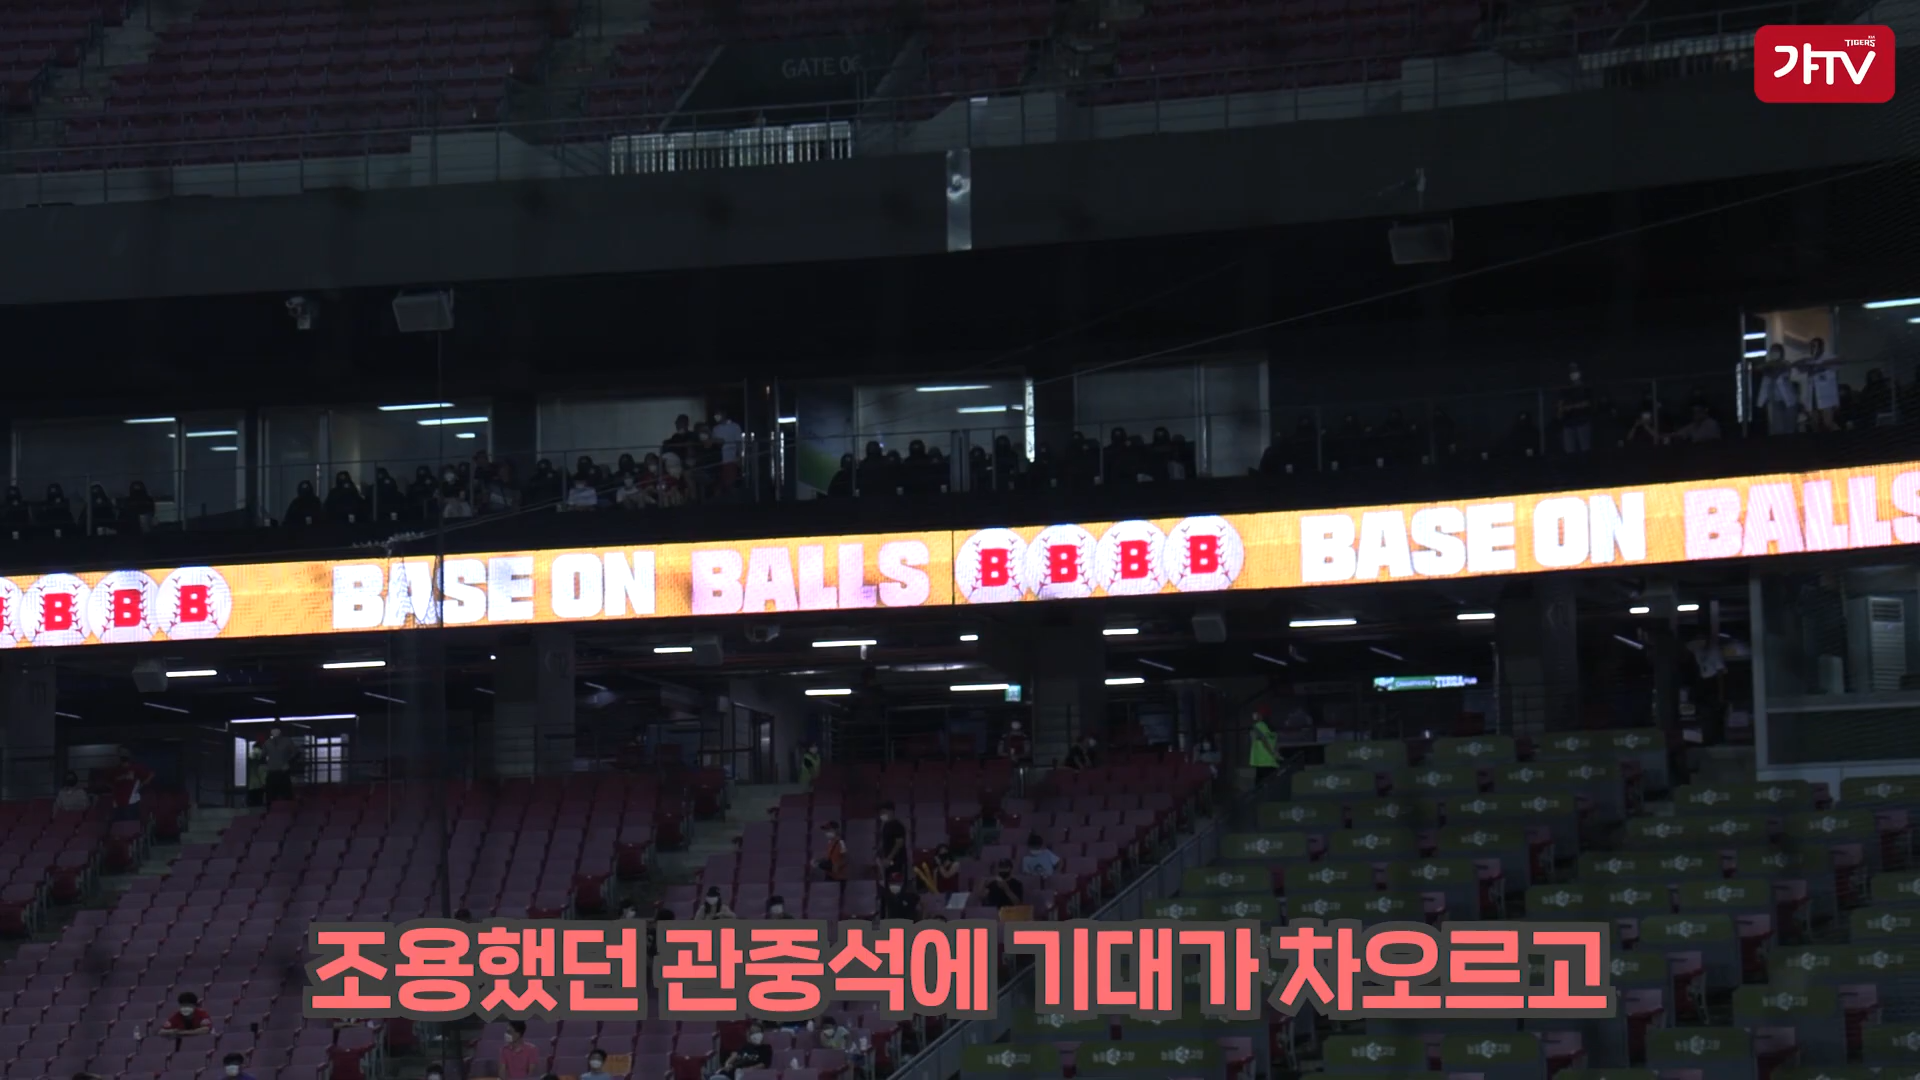 GATE 06
TIGERS
갸TV
BASE ON BALLS
B B B B
BASE ON BALLS
B B B
조용했던 관중석에 기대가 차오르고